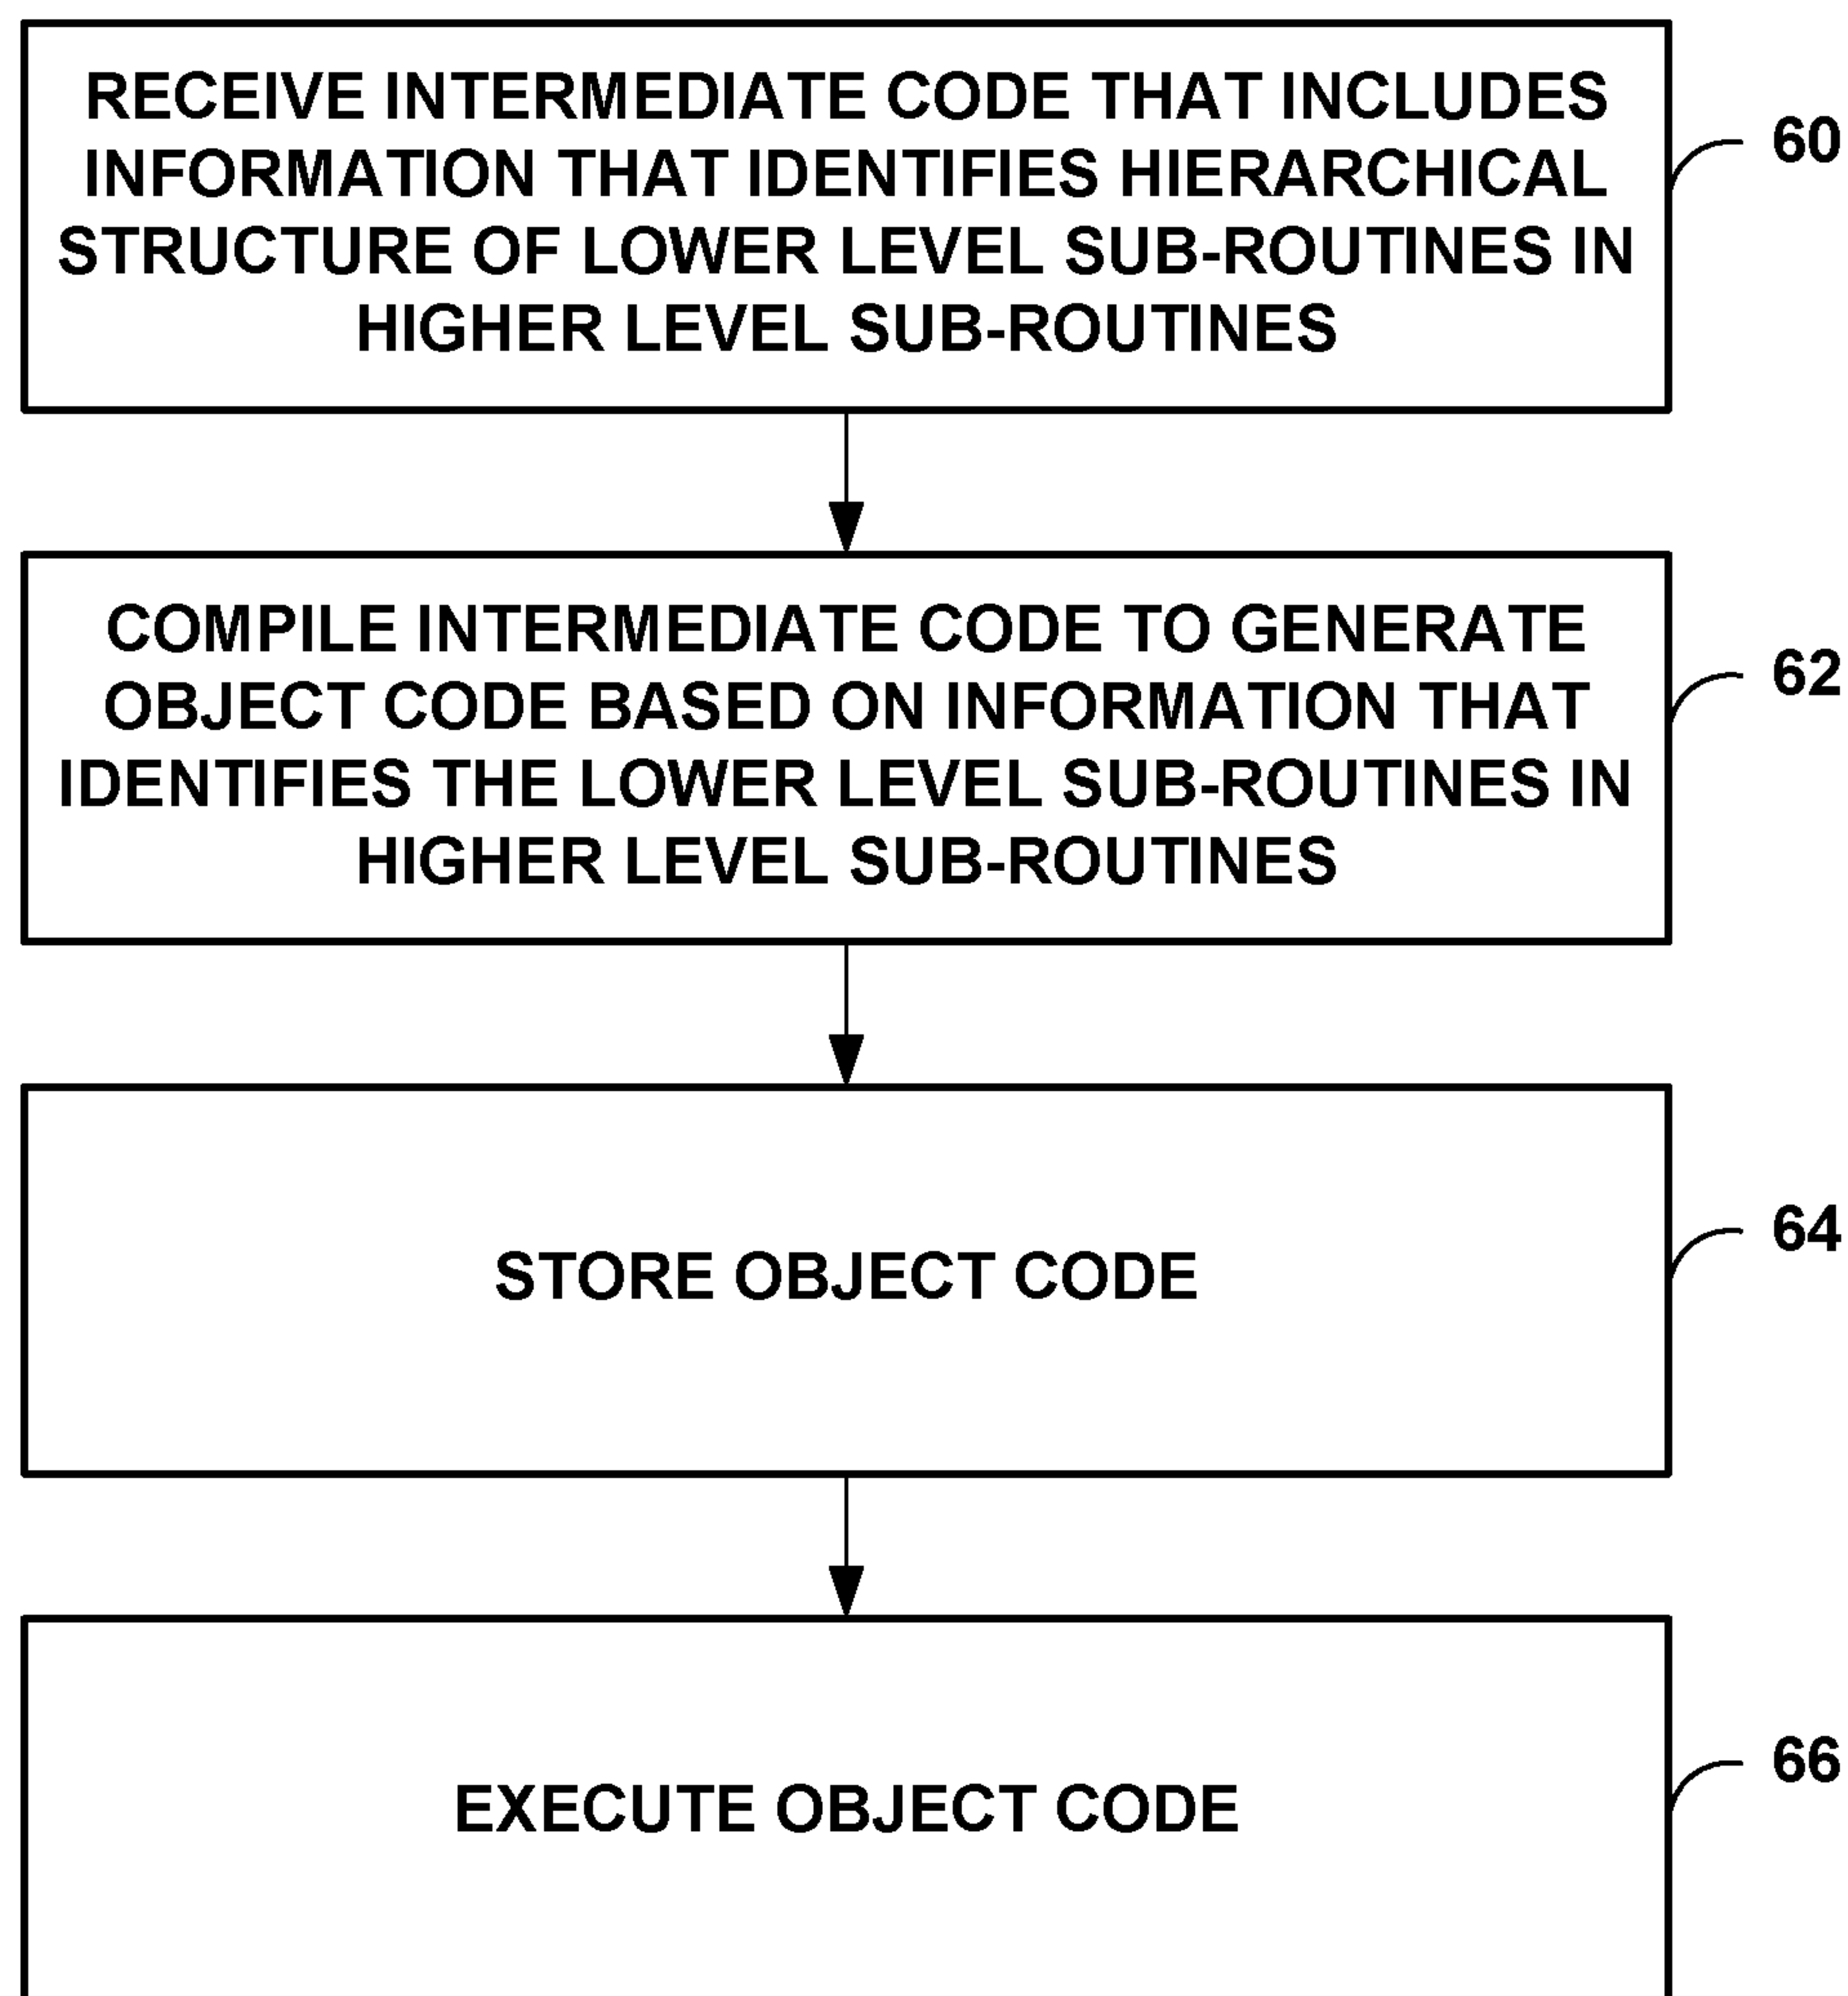 RECEIVE INTERMEDIATE CODE THAT INCLUDES
INFORMATION THAT IDENTIFIES HIERARCHICAL
STRUCTURE OF LOWER LEVEL SUB-ROUTINES IN
HIGHER LEVEL SUB-ROUTINES
60
COMPILE INTERMEDIATE CODE TO GENERATE
OBJECT CODE BASED ON INFORMATION THAT
IDENTIFIES THE LOWER LEVEL SUB-ROUTINES IN
HIGHER LEVEL SUB-ROUTINES
62
STORE OBJECT CODE
64
EXECUTE OBJECT CODE
66